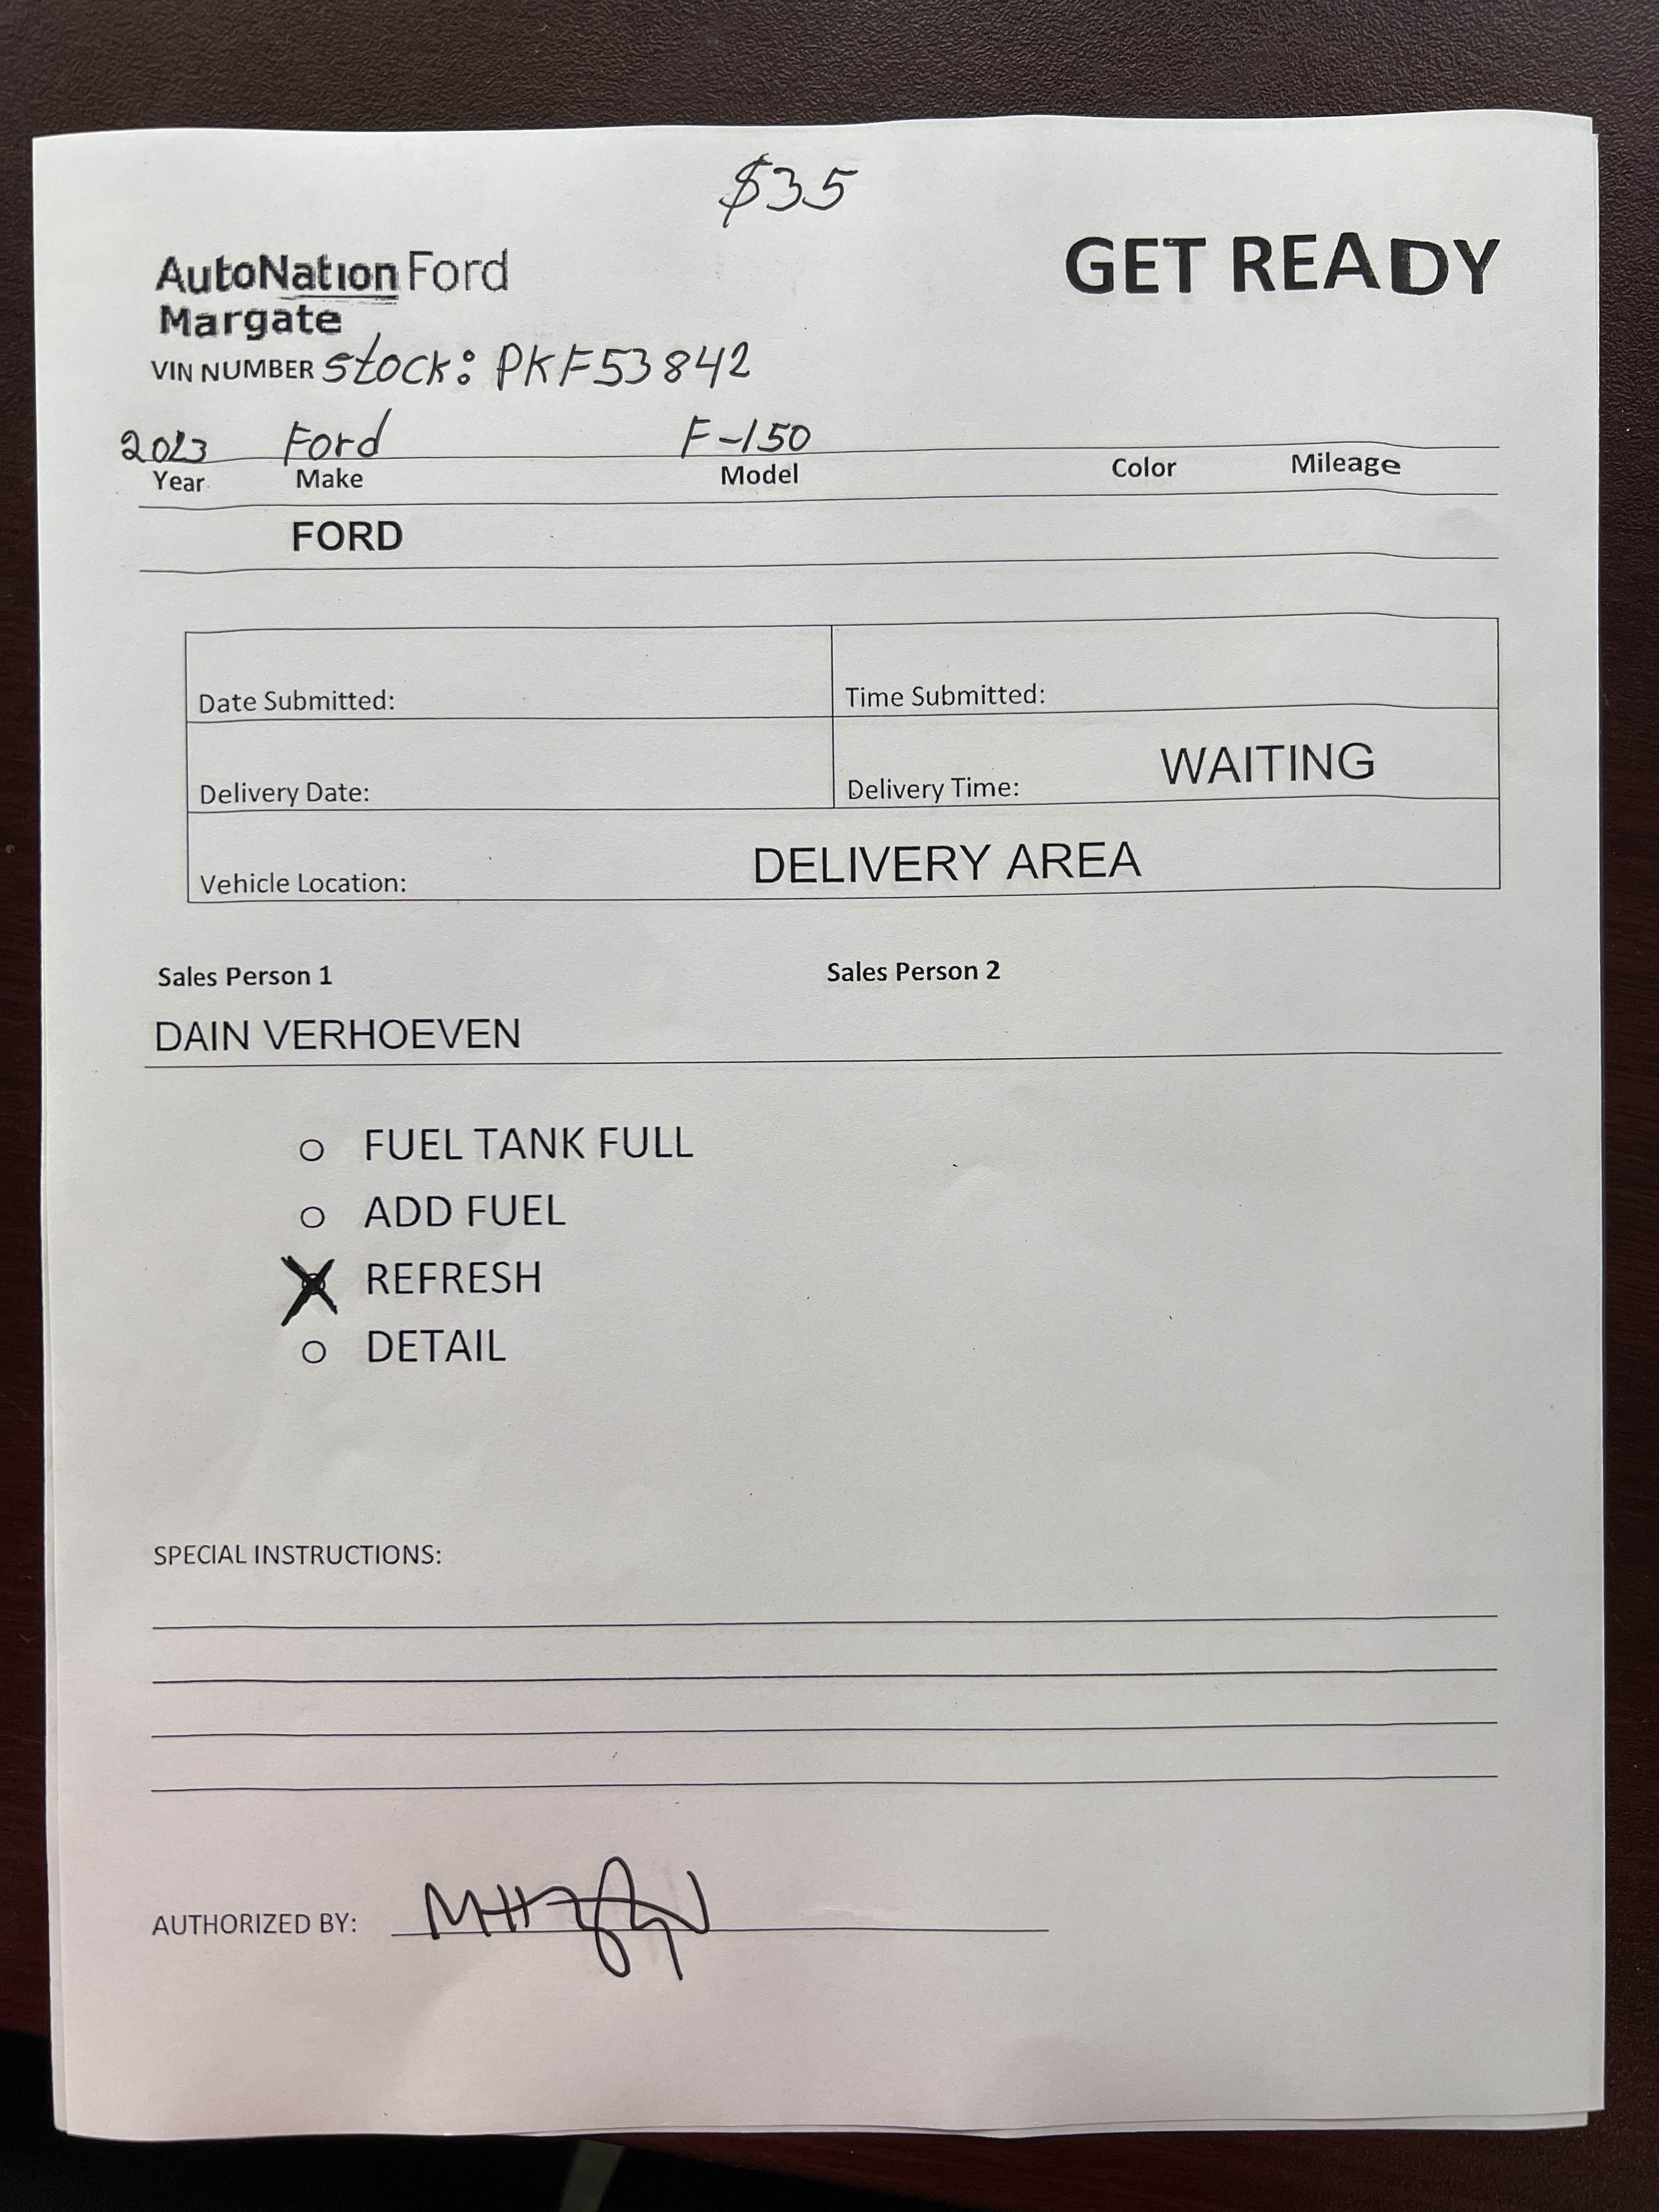 $35
AutoNation Ford
Margate
GET READY
VIN NUMBER Stock: PKF53842
2023 Ford F-150
Year Make Model Color Mileage
FORD
Date Submitted: Time Submitted:
Delivery Date: Delivery Time: WAITING
Vehicle Location: DELIVERY AREA
Sales Person 1 Sales Person 2
DAIN VERHOEVEN
o FUEL TANK FULL
o ADD FUEL
X REFRESH
o DETAIL
SPECIAL INSTRUCTIONS:
AUTHORIZED BY: